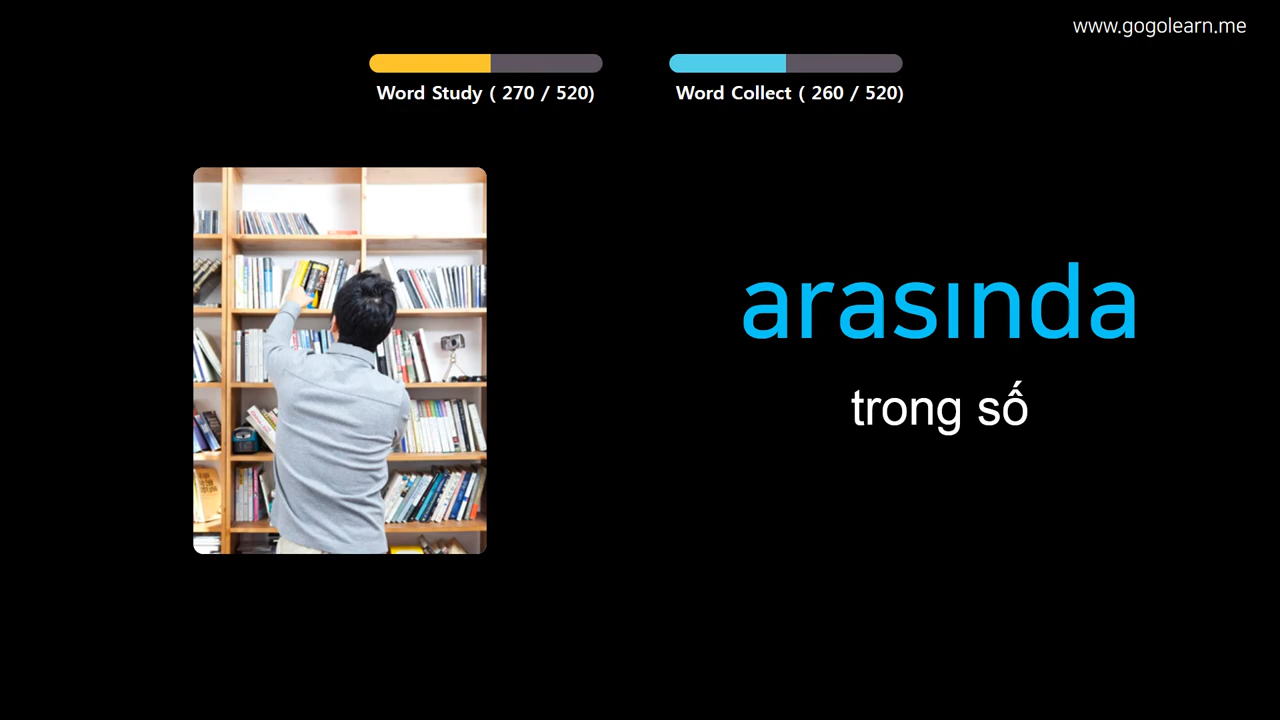 www.gogolearn.me
Word Study ( 270 / 520)
Word Collect ( 260 / 520)
arasında
trong số